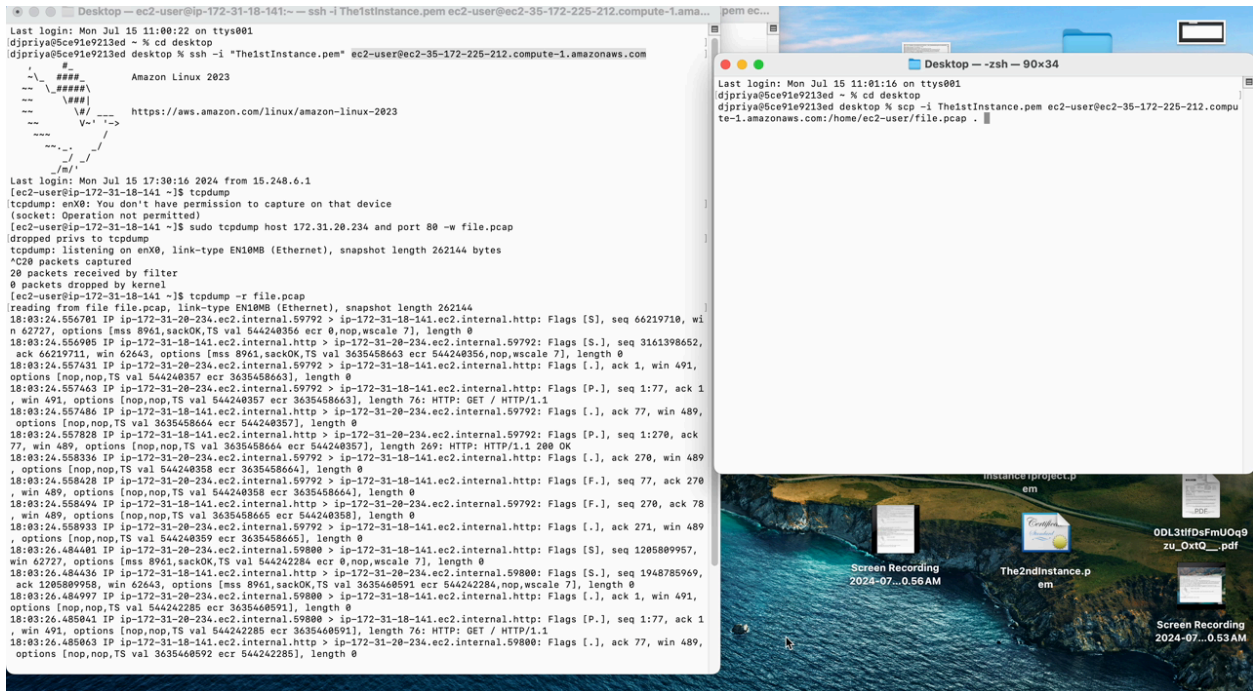 Desktop — ec2-user@ip-172-31-18-141:~ — ssh -i The1stInstance.pem ec2-user@ec2-35-172-225-212.compute-1.ama...
pem ec...
Last login: Mon Jul 15 11:00:22 on ttys001
[djpriya@5ce91e9213ed ~ % cd desktop
[djpriya@5ce91e9213ed desktop % ssh -i "The1stInstance.pem" ec2-user@ec2-35-172-225-212.compute-1.amazonaws.com
   ,     #_
   ~\_  ####_        Amazon Linux 2023
  ~~  \_#####\
  ~~     \###|
  ~~       \#/ ___   https://aws.amazon.com/linux/amazon-linux-2023
   ~~       V~' '->
    ~~~         /
      ~~._.   _/
         _/ _/
       _/m/'
Last login: Mon Jul 15 17:30:16 2024 from 15.248.6.1
[ec2-user@ip-172-31-18-141 ~]$ tcpdump
[tcpdump: enX0: You don't have permission to capture on that device
(socket: Operation not permitted)
[ec2-user@ip-172-31-18-141 ~]$ sudo tcpdump host 172.31.20.234 and port 80 -w file.pcap
[dropped privs to tcpdump
tcpdump: listening on enX0, link-type EN10MB (Ethernet), snapshot length 262144 bytes
^C20 packets captured
20 packets received by filter
0 packets dropped by kernel
[ec2-user@ip-172-31-18-141 ~]$ tcpdump -r file.pcap
[reading from file file.pcap, link-type EN10MB (Ethernet), snapshot length 262144
18:03:24.556701 IP ip-172-31-20-234.ec2.internal.59792 > ip-172-31-18-141.ec2.internal.http: Flags [S], seq 66219710, wi
n 62727, options [mss 8961,sackOK,TS val 544240356 ecr 0,nop,wscale 7], length 0
18:03:24.556905 IP ip-172-31-18-141.ec2.internal.http > ip-172-31-20-234.ec2.internal.59792: Flags [S.], seq 3161398652,
 ack 66219711, win 62643, options [mss 8961,sackOK,TS val 3635458663 ecr 544240356,nop,wscale 7], length 0
18:03:24.557431 IP ip-172-31-20-234.ec2.internal.59792 > ip-172-31-18-141.ec2.internal.http: Flags [.], ack 1, win 491,
options [nop,nop,TS val 544240357 ecr 3635458663], length 0
18:03:24.557463 IP ip-172-31-20-234.ec2.internal.59792 > ip-172-31-18-141.ec2.internal.http: Flags [P.], seq 1:77, ack 1
, win 491, options [nop,nop,TS val 544240357 ecr 3635458663], length 76: HTTP: GET / HTTP/1.1
18:03:24.557486 IP ip-172-31-18-141.ec2.internal.http > ip-172-31-20-234.ec2.internal.59792: Flags [.], ack 77, win 489,
 options [nop,nop,TS val 3635458664 ecr 544240357], length 0
18:03:24.557828 IP ip-172-31-18-141.ec2.internal.http > ip-172-31-20-234.ec2.internal.59792: Flags [P.], seq 1:270, ack
77, win 489, options [nop,nop,TS val 3635458664 ecr 544240357], length 269: HTTP: HTTP/1.1 200 OK
18:03:24.558336 IP ip-172-31-20-234.ec2.internal.59792 > ip-172-31-18-141.ec2.internal.http: Flags [.], ack 270, win 489
, options [nop,nop,TS val 544240358 ecr 3635458664], length 0
18:03:24.558428 IP ip-172-31-20-234.ec2.internal.59792 > ip-172-31-18-141.ec2.internal.http: Flags [F.], seq 77, ack 270
, win 489, options [nop,nop,TS val 544240358 ecr 3635458664], length 0
18:03:24.558494 IP ip-172-31-18-141.ec2.internal.http > ip-172-31-20-234.ec2.internal.59792: Flags [F.], seq 270, ack 78
, win 489, options [nop,nop,TS val 3635458665 ecr 544240358], length 0
18:03:24.558933 IP ip-172-31-20-234.ec2.internal.59792 > ip-172-31-18-141.ec2.internal.http: Flags [.], ack 271, win 489
, options [nop,nop,TS val 544240359 ecr 3635458665], length 0
18:03:26.484401 IP ip-172-31-20-234.ec2.internal.59800 > ip-172-31-18-141.ec2.internal.http: Flags [S], seq 1205809957,
win 62727, options [mss 8961,sackOK,TS val 544242284 ecr 0,nop,wscale 7], length 0
18:03:26.484436 IP ip-172-31-18-141.ec2.internal.http > ip-172-31-20-234.ec2.internal.59800: Flags [S.], seq 1948785969,
 ack 1205809958, win 62643, options [mss 8961,sackOK,TS val 3635460591 ecr 544242284,nop,wscale 7], length 0
18:03:26.484997 IP ip-172-31-20-234.ec2.internal.59800 > ip-172-31-18-141.ec2.internal.http: Flags [.], ack 1, win 491,
options [nop,nop,TS val 544242285 ecr 3635460591], length 0
18:03:26.485041 IP ip-172-31-20-234.ec2.internal.59800 > ip-172-31-18-141.ec2.internal.http: Flags [P.], seq 1:77, ack 1
, win 491, options [nop,nop,TS val 544242285 ecr 3635460591], length 76: HTTP: GET / HTTP/1.1
18:03:26.485063 IP ip-172-31-18-141.ec2.internal.http > ip-172-31-20-234.ec2.internal.59800: Flags [.], ack 77, win 489,
 options [nop,nop,TS val 3635460592 ecr 544242285], length 0
Desktop — -zsh — 90×34
Last login: Mon Jul 15 11:01:16 on ttys001
[djpriya@5ce91e9213ed ~ % cd desktop
djpriya@5ce91e9213ed desktop % scp -i The1stInstance.pem ec2-user@ec2-35-172-225-212.compu
te-1.amazonaws.com:/home/ec2-user/file.pcap .
Instance1project.p
em
PDF
0DL3tlfDsFmUOq9
zu_OxtQ__.pdf
Screen Recording
2024-07...0.56 AM
The2ndInstance.p
em
Screen Recording
2024-07...0.53 AM